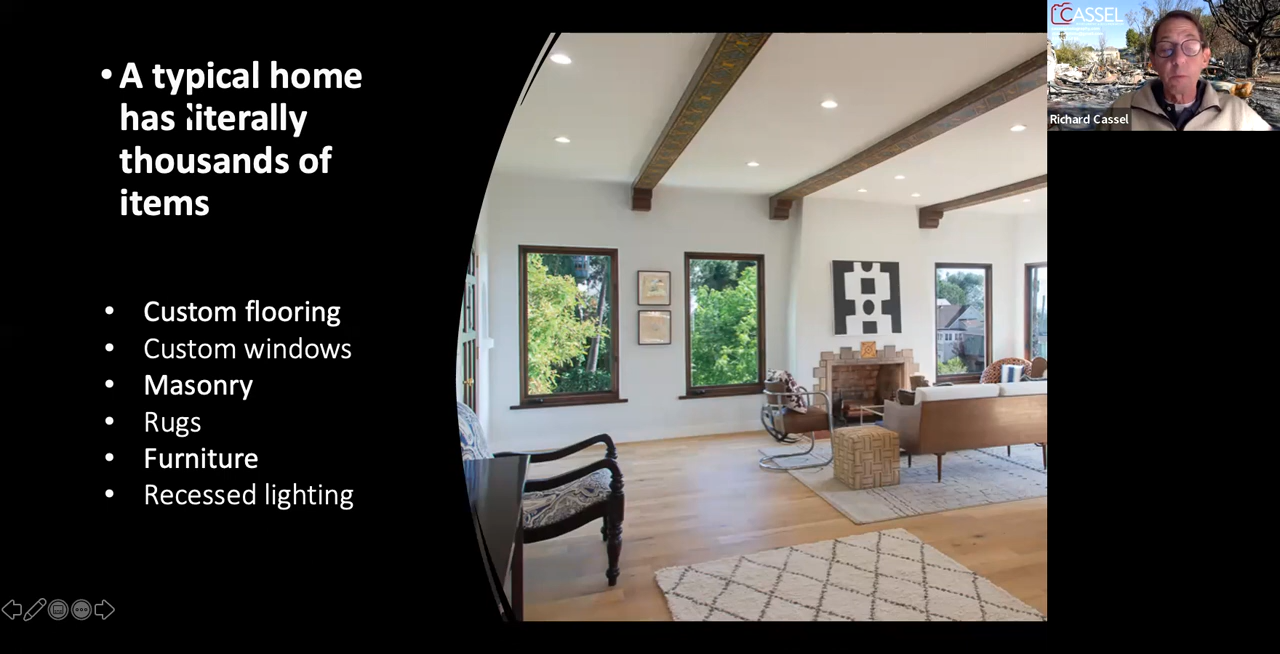 • A typical home
has literally
thousands of
items
• Custom flooring
• Custom windows
• Masonry
• Rugs
• Furniture
• Recessed lighting
CASSEL
Richard Cassel